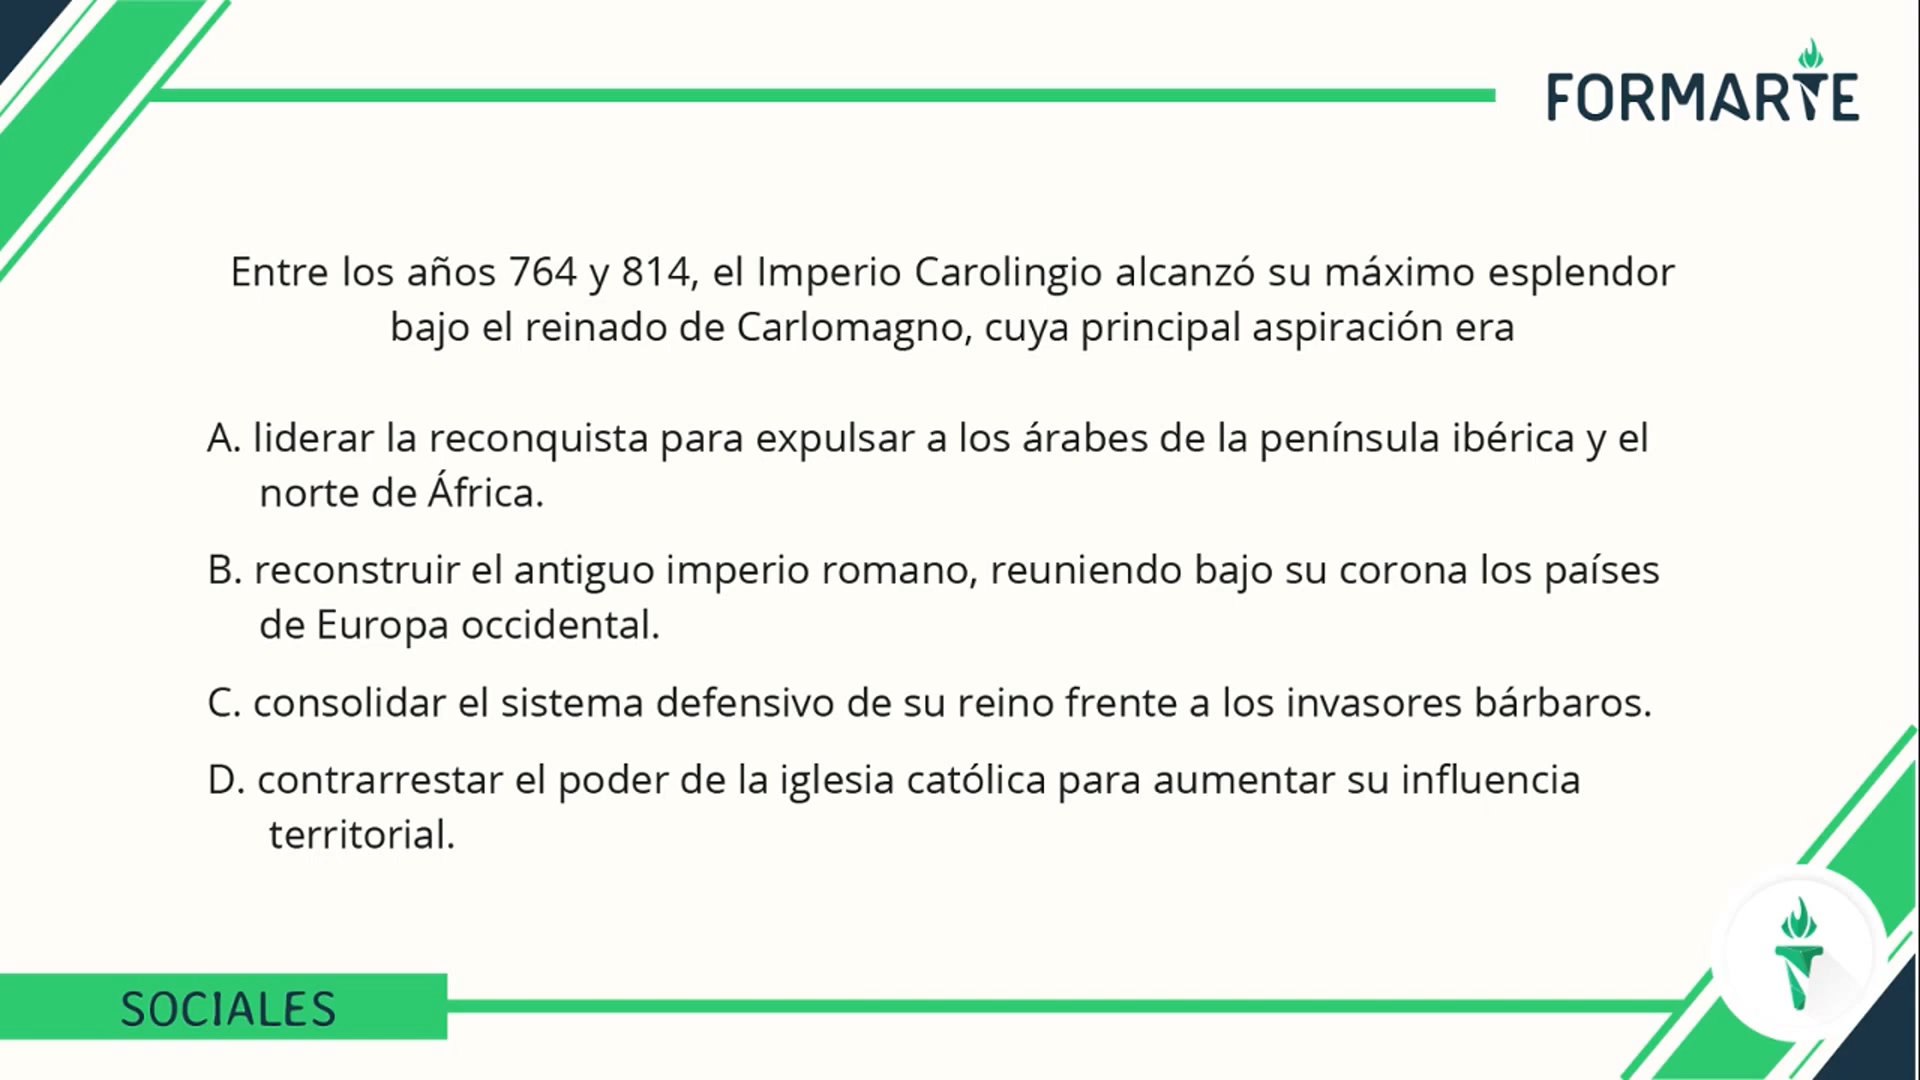 FORMARTE
Entre los años 764 y 814, el Imperio Carolingio alcanzó su máximo esplendor
bajo el reinado de Carlomagno, cuya principal aspiración era
A. liderar la reconquista para expulsar a los árabes de la península ibérica y el
norte de África.
B. reconstruir el antiguo imperio romano, reuniendo bajo su corona los países
de Europa occidental.
C. consolidar el sistema defensivo de su reino frente a los invasores bárbaros.
D. contrarrestar el poder de la iglesia católica para aumentar su influencia
territorial.
SOCIALES